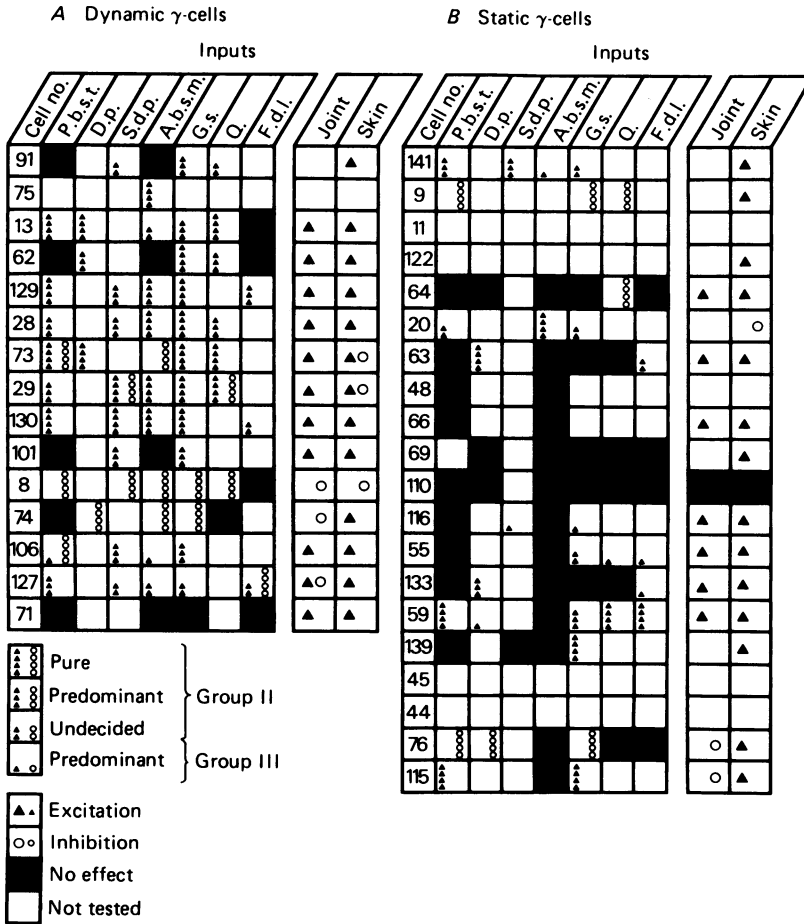 A Dynamic γ-cells
Inputs
Cell no. P.b.s.t. D.p. S.d.p. A.b.s.m. G.s. Q. F.d.l. Joint Skin
91
75
13
62
129
28
73
29
130
101
8
74
106
127
71
Pure
Predominant
Undecided
Group II
Predominant
Group III
Excitation
Inhibition
No effect
Not tested
B Static γ-cells
Inputs
Cell no. P.b.s.t. D.p. S.d.p. A.b.s.m. G.s. Q. F.d.l. Joint Skin
141
9
11
122
64
20
63
48
66
69
110
116
55
133
59
139
45
44
76
115